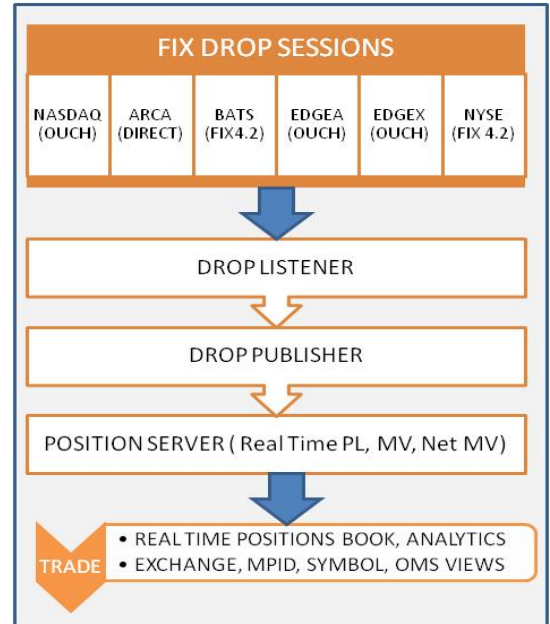 FIX DROP SESSIONS
NASDAQ
(OUCH)
ARCA
(DIRECT)
BATS
(FIX4.2)
EDGEA
(OUCH)
EDGEX
(OUCH)
NYSE
(FIX 4.2)
DROP LISTENER
DROP PUBLISHER
POSITION SERVER ( Real Time PL, MV, Net MV)
TRADE
• REAL TIME POSITIONS BOOK, ANALYTICS
• EXCHANGE, MPID, SYMBOL, OMS VIEWS